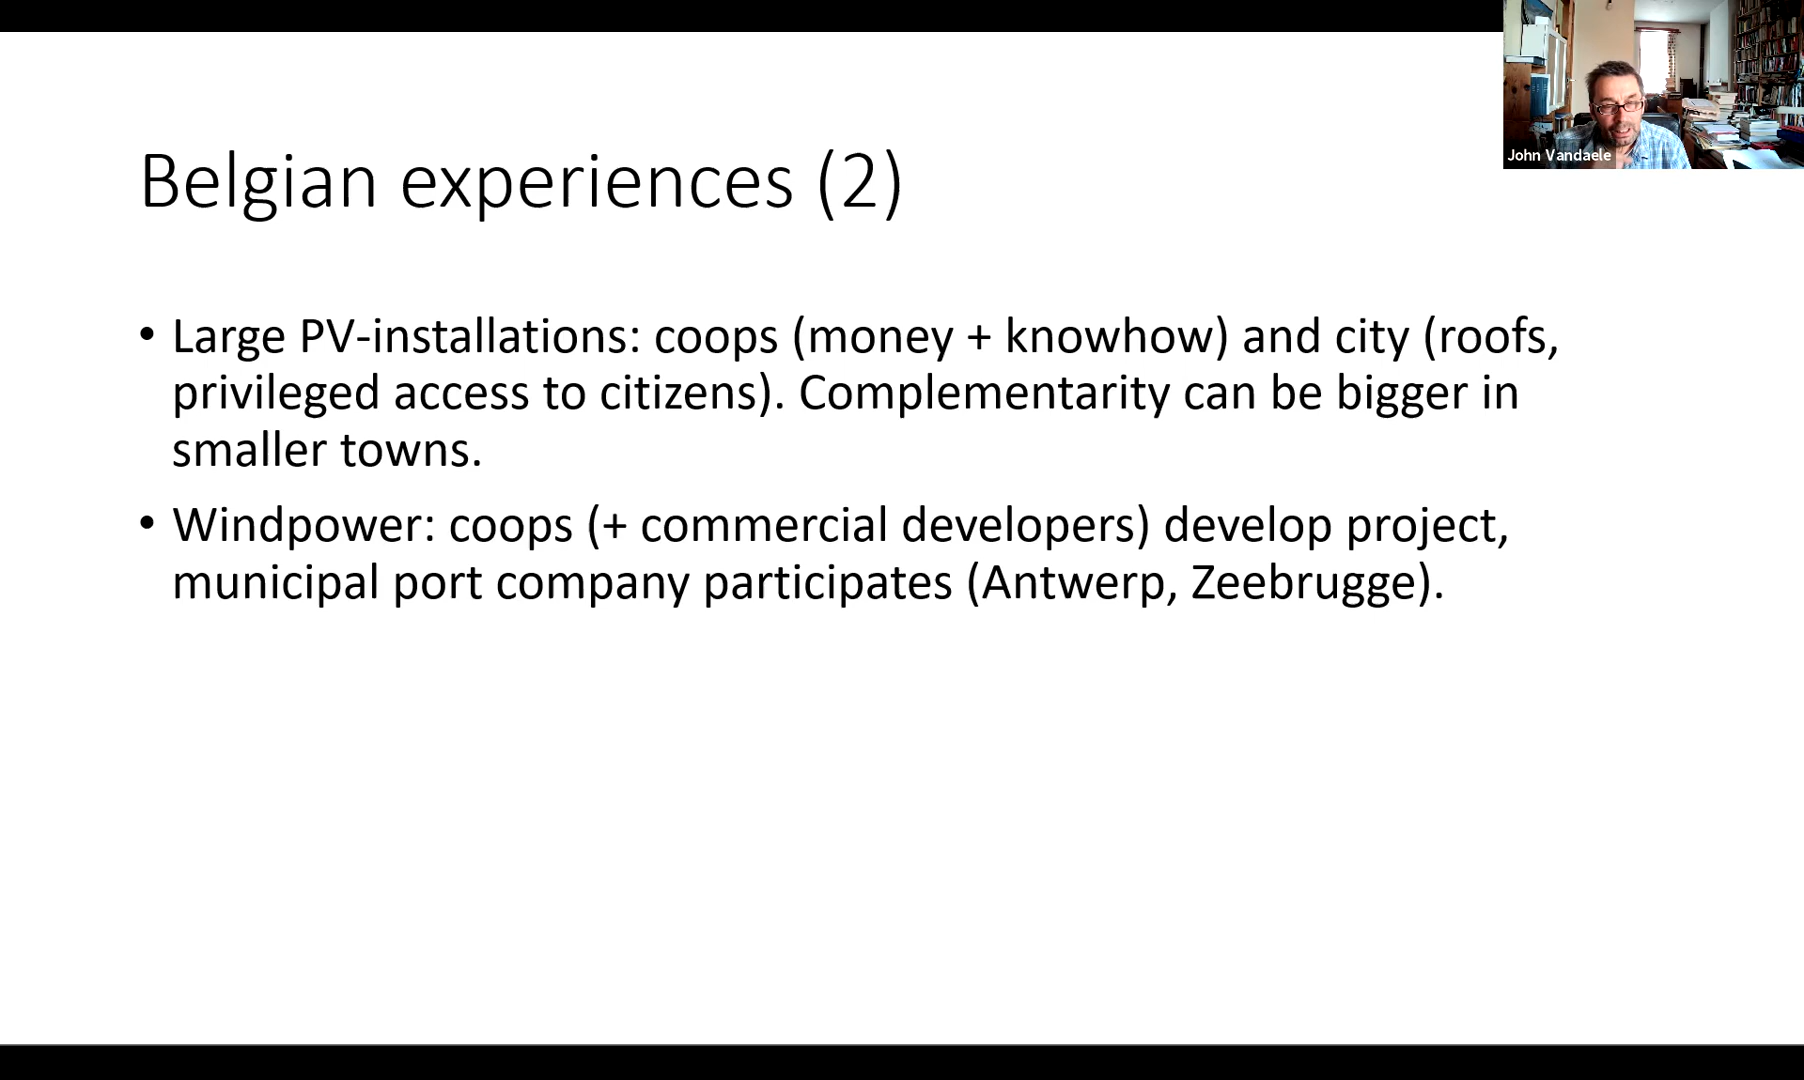 John Vandaele
Belgian experiences (2)
• Large PV-installations: coops (money + knowhow) and city (roofs,
privileged access to citizens). Complementarity can be bigger in
smaller towns.
• Windpower: coops (+ commercial developers) develop project,
municipal port company participates (Antwerp, Zeebrugge).